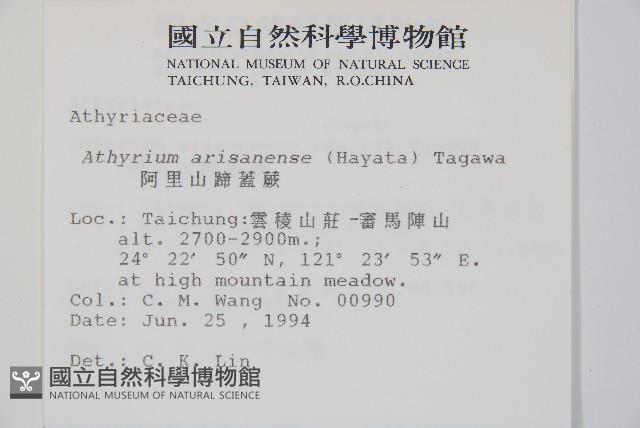 國立自然科學博物館
NATIONAL MUSEUM OF NATURAL SCIENCE
TAICHUNG, TAIWAN, R.O.CHINA
Athyriaceae
Athyrium arisanense (Hayata) Tagawa
阿里山蹄蓋蕨
Loc.: Taichung:雲稜山莊-審馬陣山
alt. 2700-2900m.;
24° 22′ 50″ N, 121° 23′ 53″ E.
at high mountain meadow.
Col.: C. M. Wang No. 00990
Date: Jun. 25 , 1994
Det.: C. K. Lin
國立自然科學博物館
NATIONAL MUSEUM OF NATURAL SCIENCE